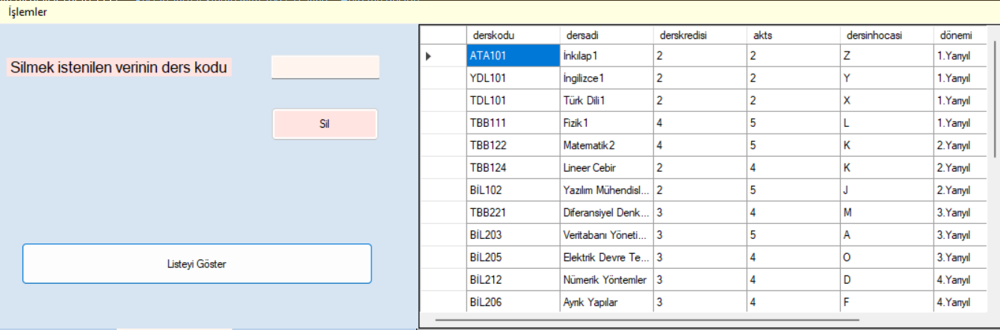 İşlemler
Silmek istenilen verinin ders kodu
Sil
Listeyi Göster
derskodu dersadi derskredisi akts dersinhocasi dönemi
ATA101 İnkılap1 2 2 Z 1.Yarıyıl
YDL101 İngilizce1 2 2 Y 1.Yarıyıl
TDL101 Türk Dili1 2 2 X 1.Yarıyıl
TBB111 Fizik1 4 5 L 1.Yarıyıl
TBB122 Matematik2 4 5 K 2.Yarıyıl
TBB124 Lineer Cebir 2 4 K 2.Yarıyıl
BİL102 Yazılım Mühendisl... 2 5 J 2.Yarıyıl
TBB221 Diferansiyel Denk... 3 4 M 3.Yarıyıl
BİL203 Veritabanı Yöneti... 3 5 A 3.Yarıyıl
BİL205 Elektrik Devre Te... 3 4 O 3.Yarıyıl
BİL212 Nümerik Yöntemler 3 4 D 4.Yarıyıl
BİL206 Ayrık Yapılar 3 4 F 4.Yarıyıl